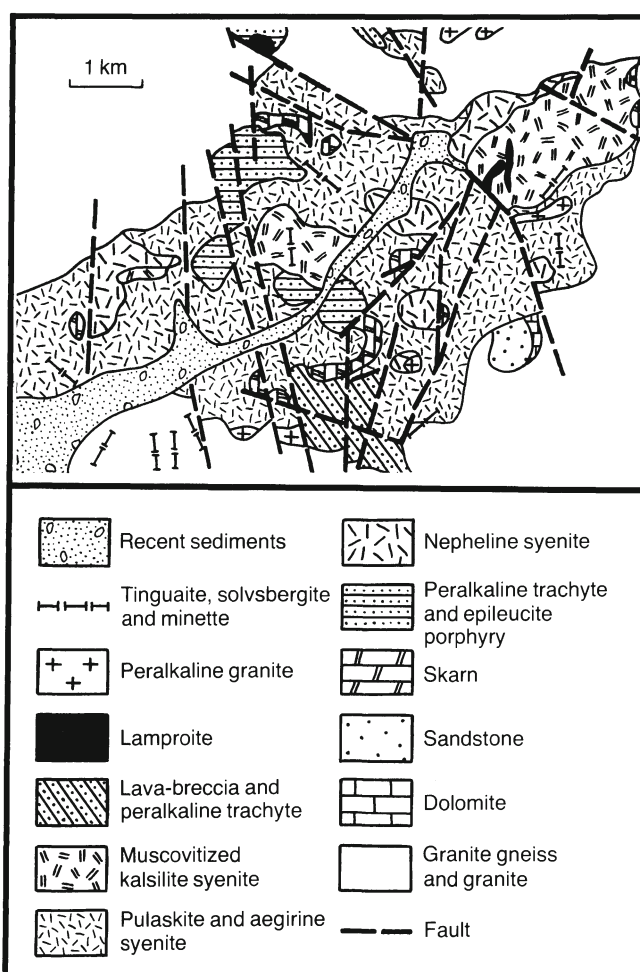 1 km
Recent sediments
Tinguaite, solvsbergite
and minette
Peralkaline granite
Lamproite
Lava-breccia and
peralkaline trachyte
Muscovitized
kalsilite syenite
Pulaskite and aegirine
syenite
Nepheline syenite
Peralkaline trachyte
and epileucite
porphyry
Skarn
Sandstone
Dolomite
Granite gneiss
and granite
Fault